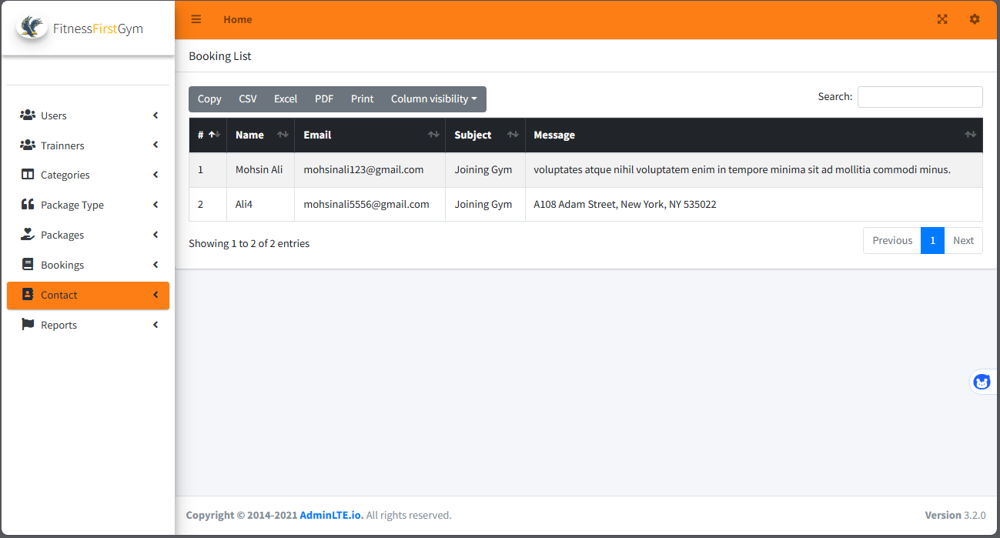 FitnessFirstGym
Home
Booking List
Users
Trainners
Categories
Package Type
Packages
Bookings
Contact
Reports
Copy CSV Excel PDF Print Column visibility
Search:
# Name Email Subject Message
1 Mohsin Ali mohsinali123@gmail.com Joining Gym voluptates atque nihil voluptatem enim in tempore minima sit ad mollitia commodi minus.
2 Ali4 mohsinali5556@gmail.com Joining Gym A108 Adam Street, New York, NY 535022
Showing 1 to 2 of 2 entries
Previous 1 Next
Copyright © 2014-2021 AdminLTE.io. All rights reserved.
Version 3.2.0